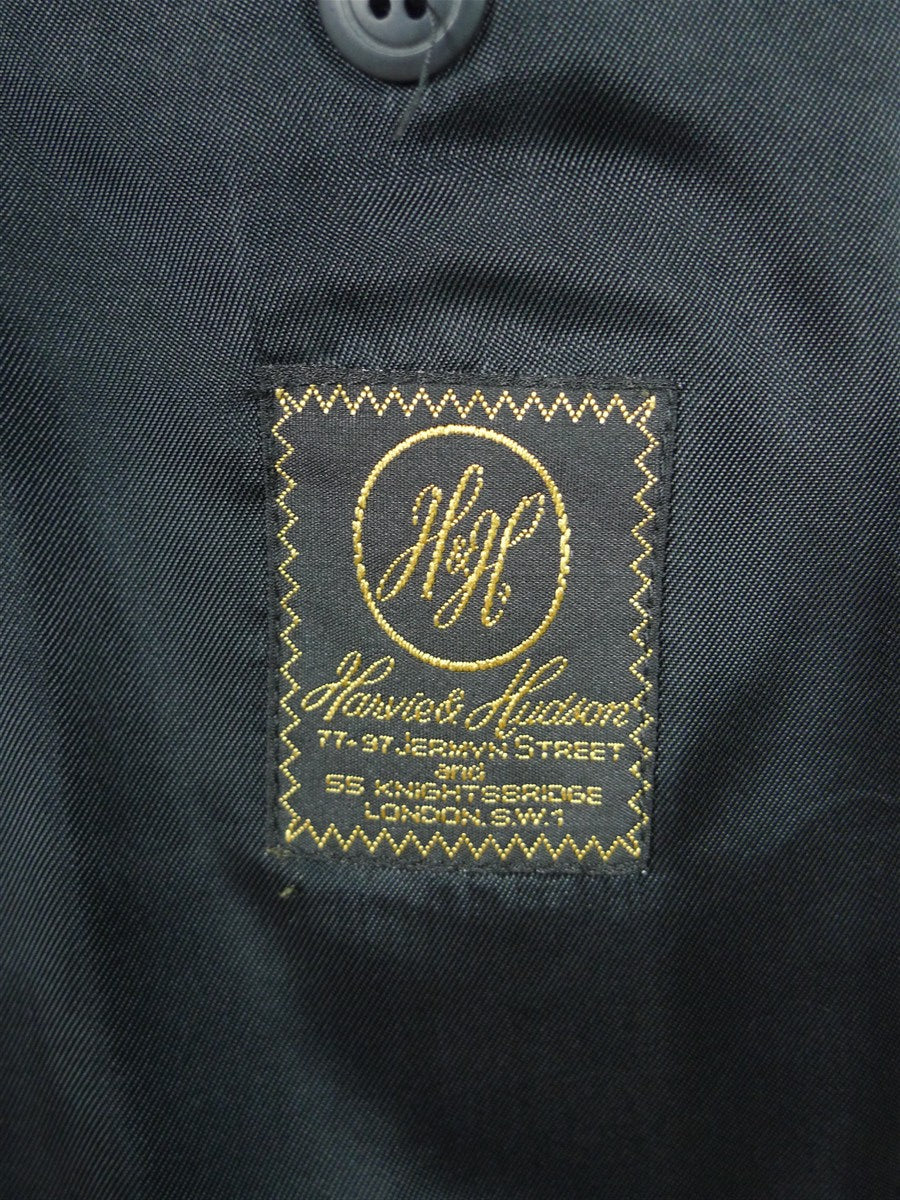 H&H
Harvie & Hudson
77-97 JERMYN STREET
and
55 KNIGHTSBRIDGE
LONDON. S.W.1